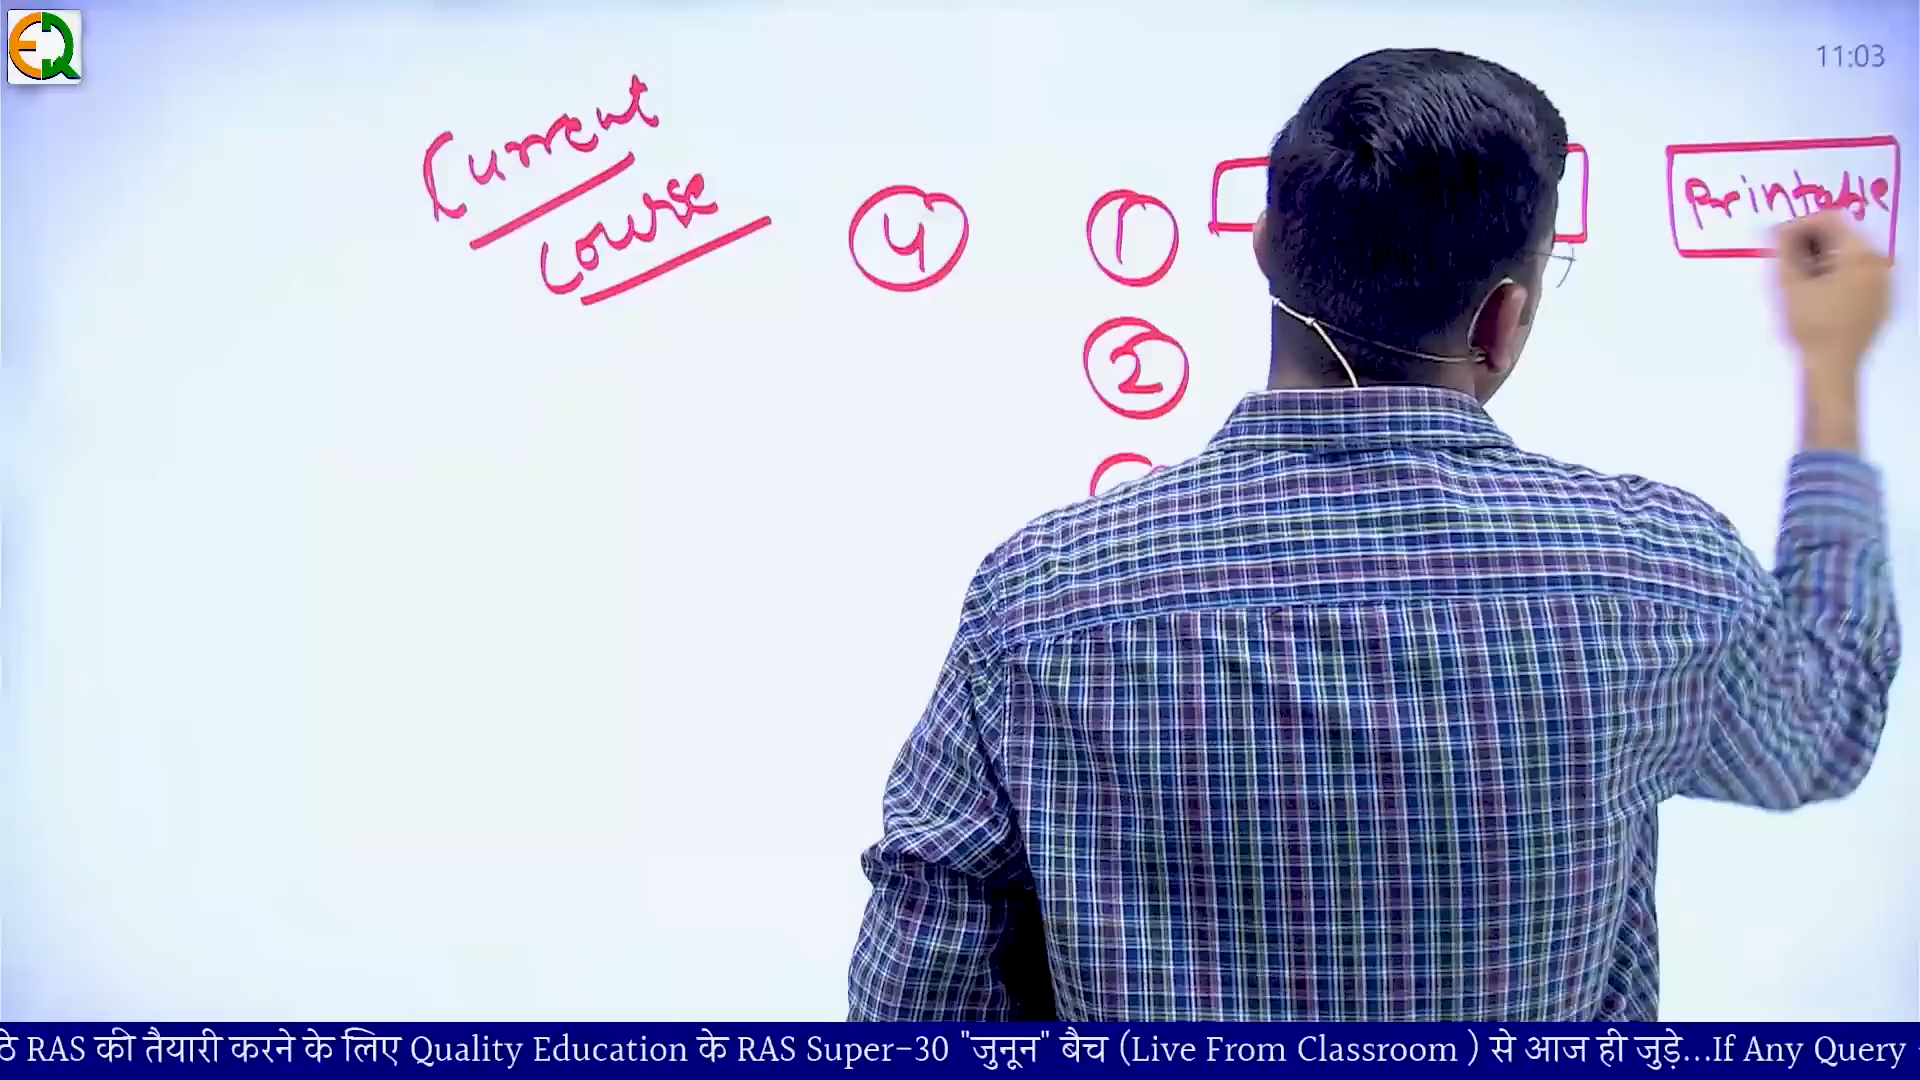 EQ
11:03
Current
Course
4
1
Printable
2
ठे RAS की तैयारी करने के लिए Quality Education के RAS Super-30 "जुनून" बैच (Live From Classroom ) से आज ही जुड़े...If Any Query